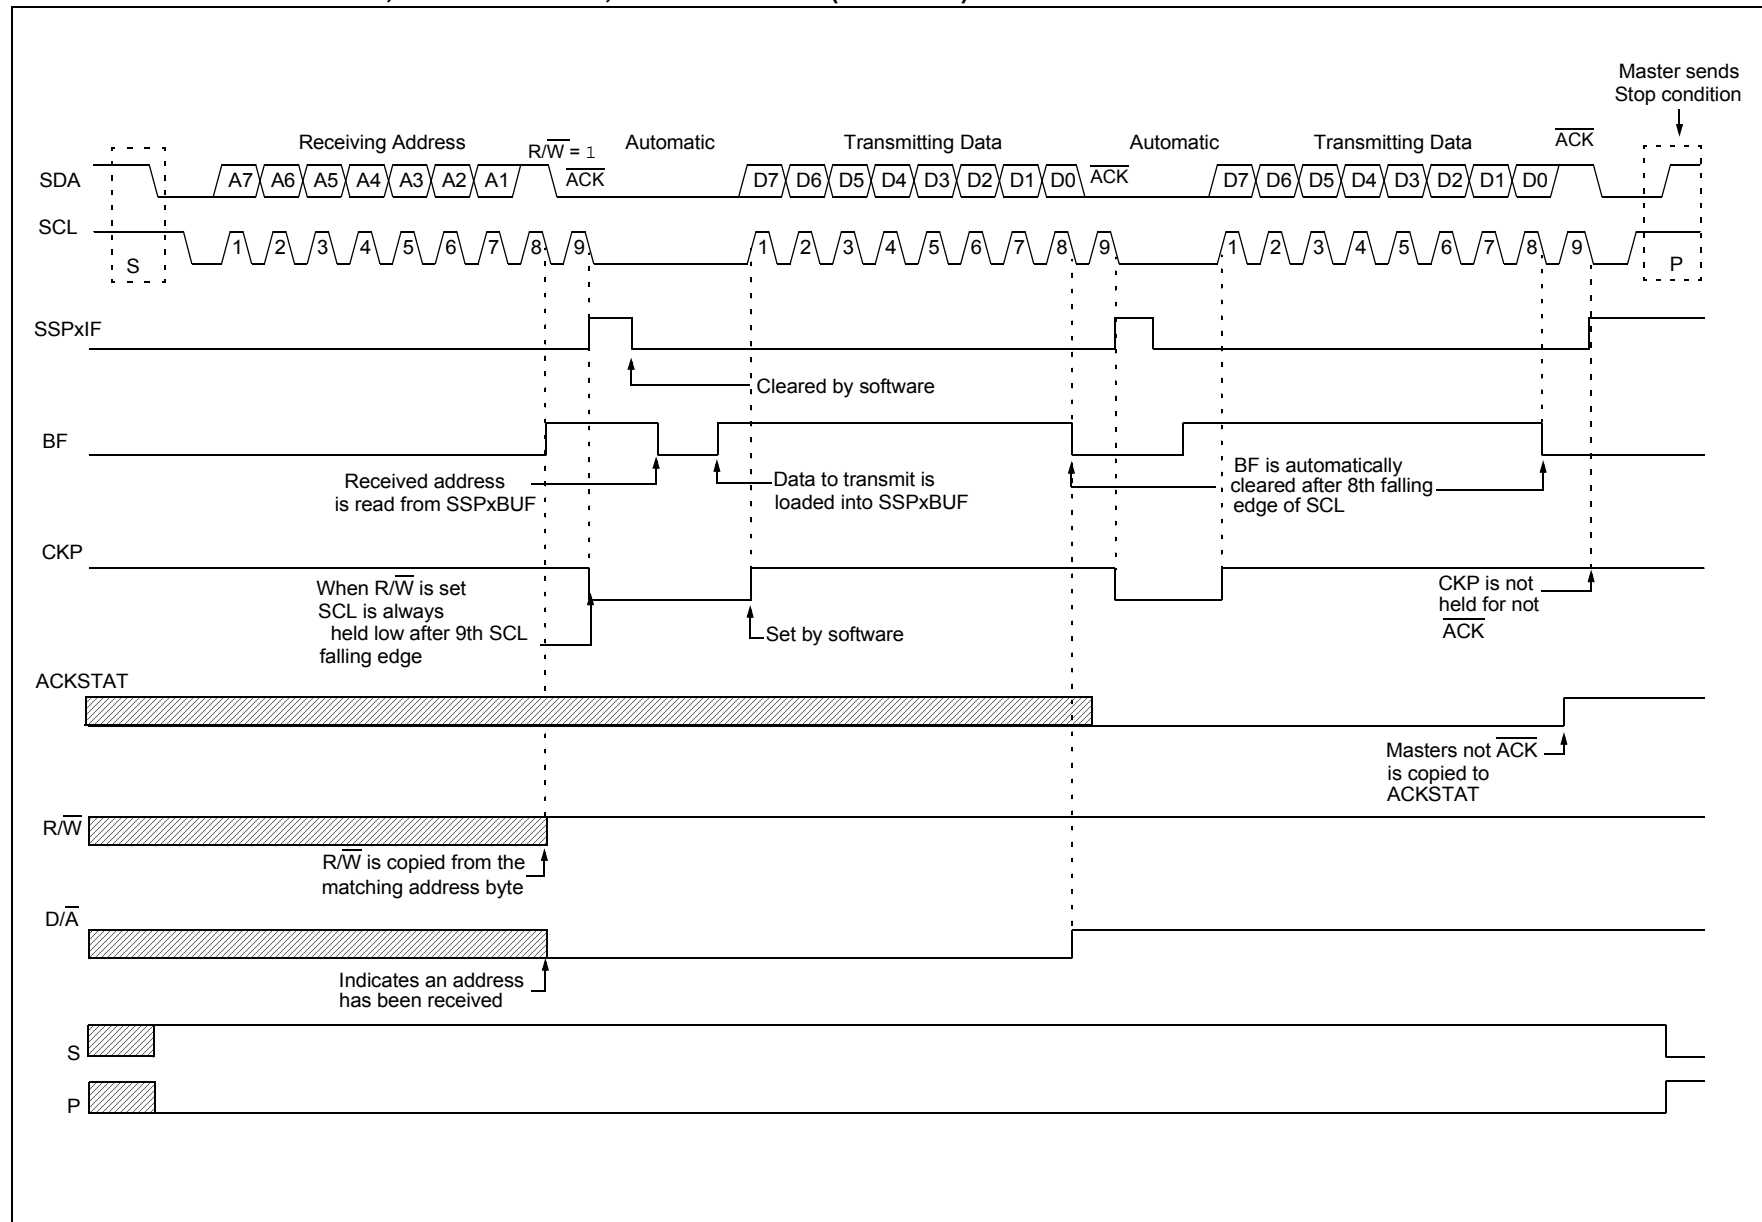 Master sends
Stop condition
Receiving Address
R/W̅ = 1
Automatic
Transmitting Data
Automatic
Transmitting Data
A̅C̅K̅
SDA
A7 A6 A5 A4 A3 A2 A1
A̅C̅K̅
D7 D6 D5 D4 D3 D2 D1 D0
A̅C̅K̅
D7 D6 D5 D4 D3 D2 D1 D0
SCL
1 2 3 4 5 6 7 8 9
1 2 3 4 5 6 7 8 9
1 2 3 4 5 6 7 8 9
S
P
SSPxIF
Cleared by software
BF
Received address
is read from SSPxBUF
Data to transmit is
loaded into SSPxBUF
BF is automatically
cleared after 8th falling
edge of SCL
CKP
When R/W̅ is set
SCL is always
held low after 9th SCL
falling edge
Set by software
CKP is not
held for not
A̅C̅K̅
ACKSTAT
Masters not A̅C̅K̅
is copied to
ACKSTAT
R/W̅
R/W̅ is copied from the
matching address byte
D/A̅
Indicates an address
has been received
S
P